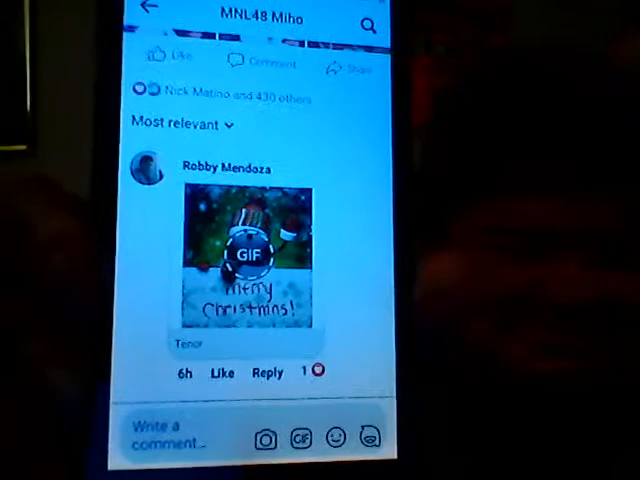 MNL48 Miho
Like Comment Share
Nick Matino and 430 others
Most relevant
Robby Mendoza
GIF
Merry
Christmas!
Tenor
6h Like Reply 1
Write a
comment...
GIF